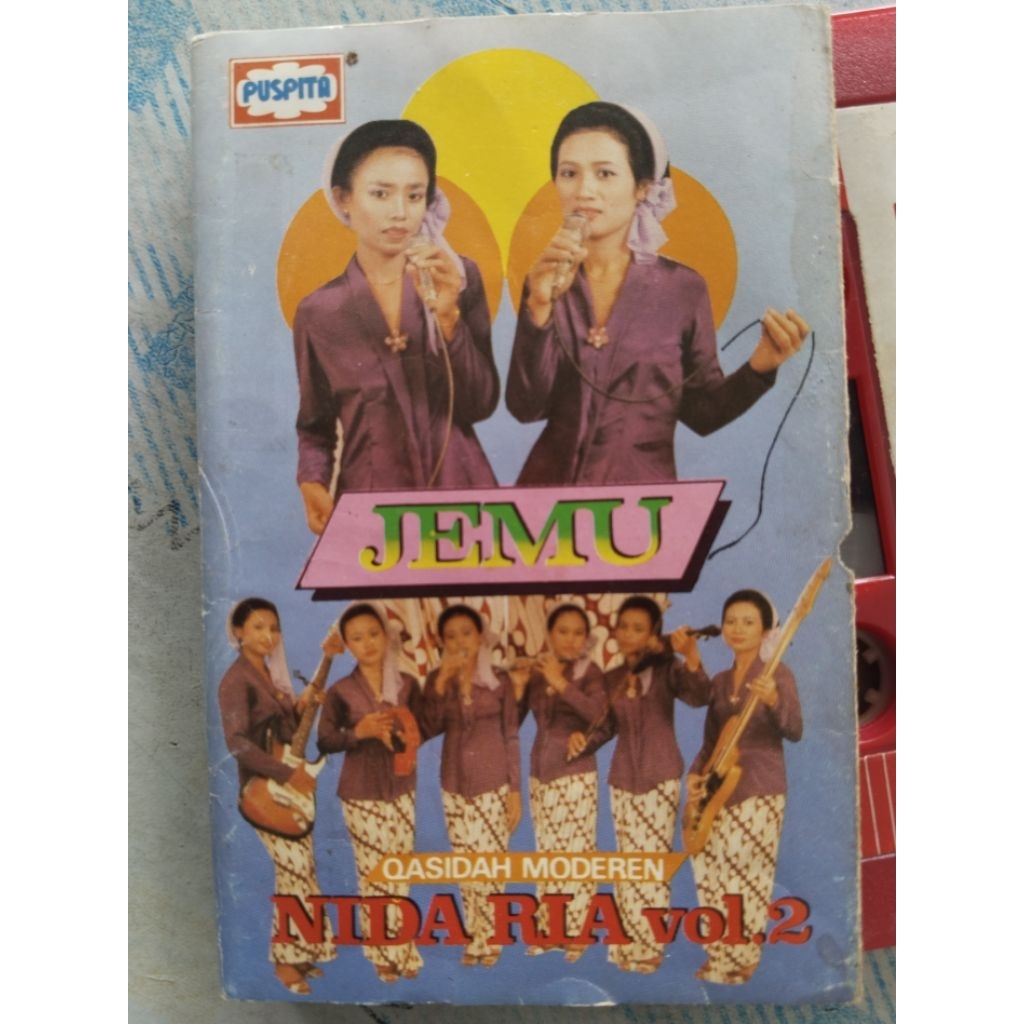 PUSPITA
JEMU
QASIDAH MODEREN
NIDA RIA vol.2